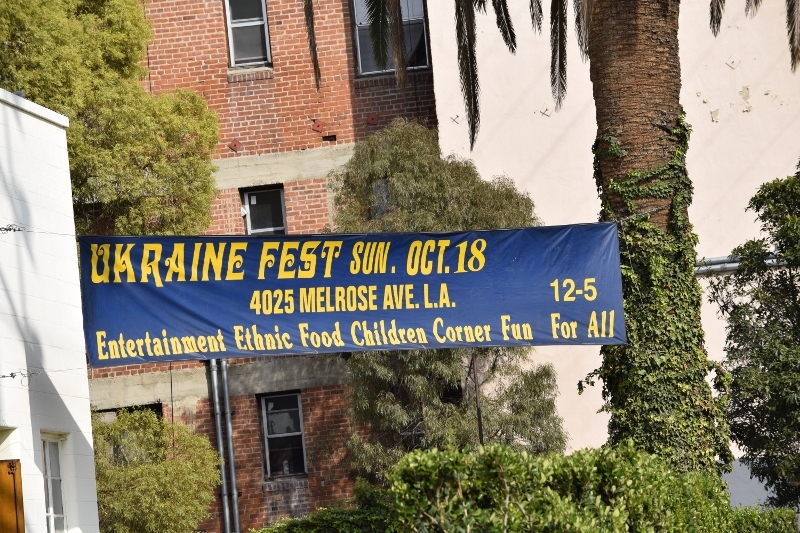 UKRAINE FEST SUN. OCT. 18
4025 MELROSE AVE. L.A. 12-5
Entertainment Ethnic Food Children Corner Fun For All